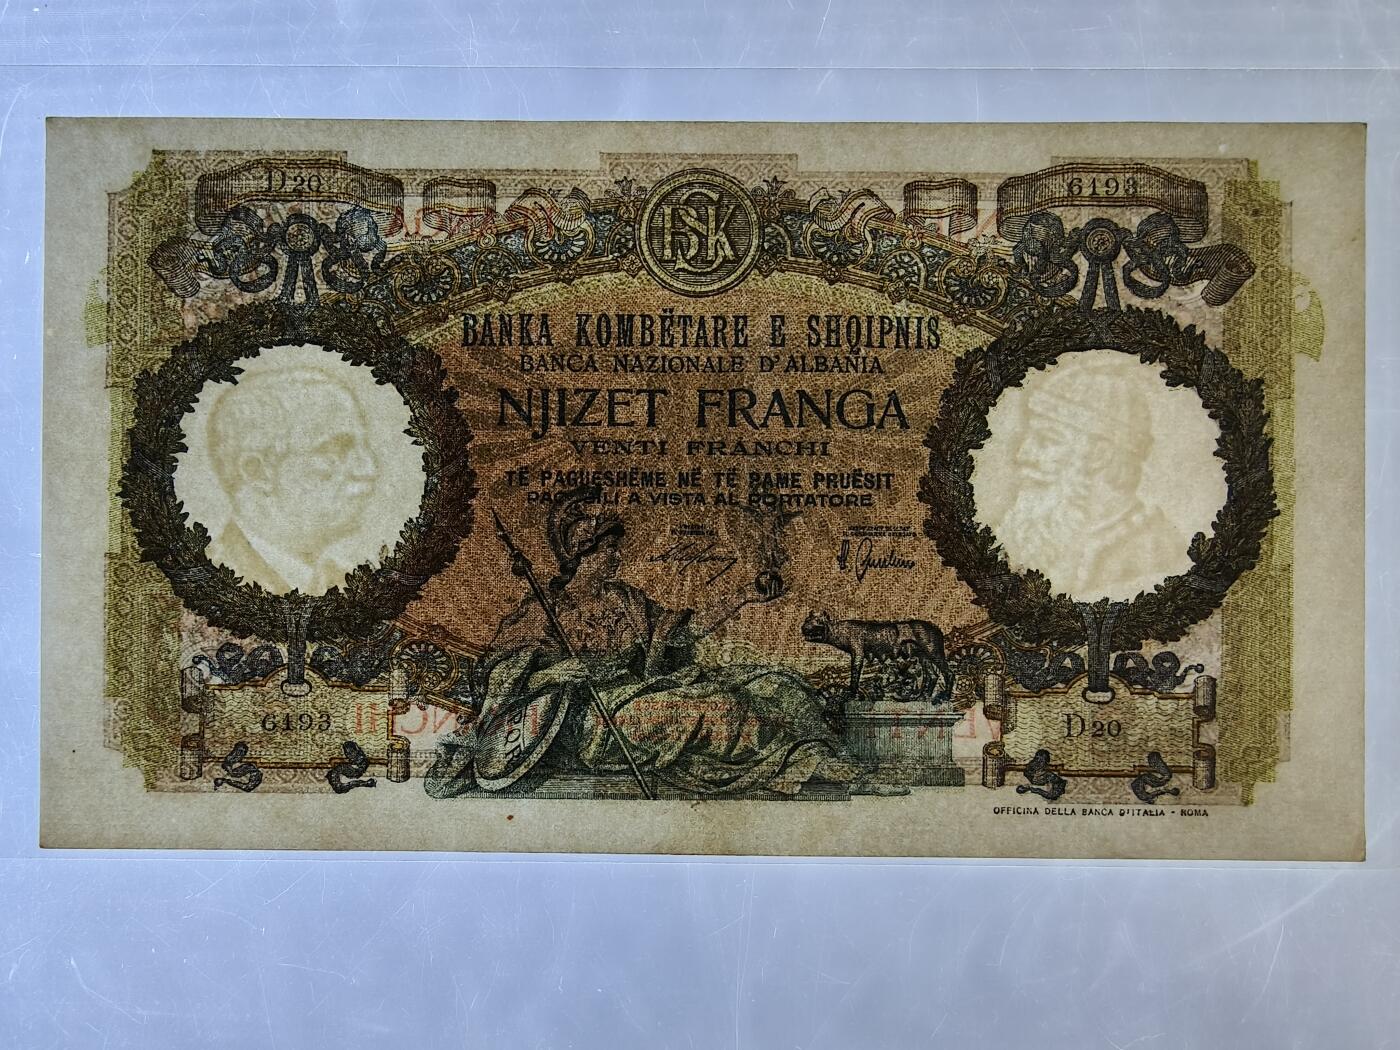 D20
6193
BSK
BANKA KOMBËTARE E SHQIPNIS
BANCA NAZIONALE D'ALBANIA
NJIZET FRANGA
VENTI FRANCHI
TË PAGUESHËME NË TË PAME PRUËSIT
PAGABILI A VISTA AL PORTATORE
6193
D20
OFFICINA DELLA BANCA D'ITALIA - ROMA